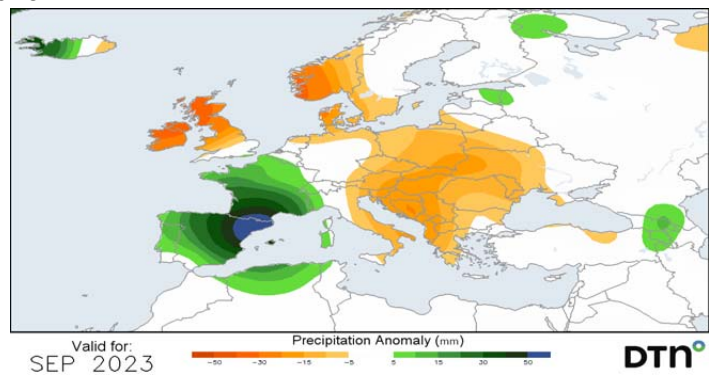 Valid for:
SEP 2023
Precipitation Anomaly (mm)
-50 -30 -15 -5 5 15 30 50
DTN